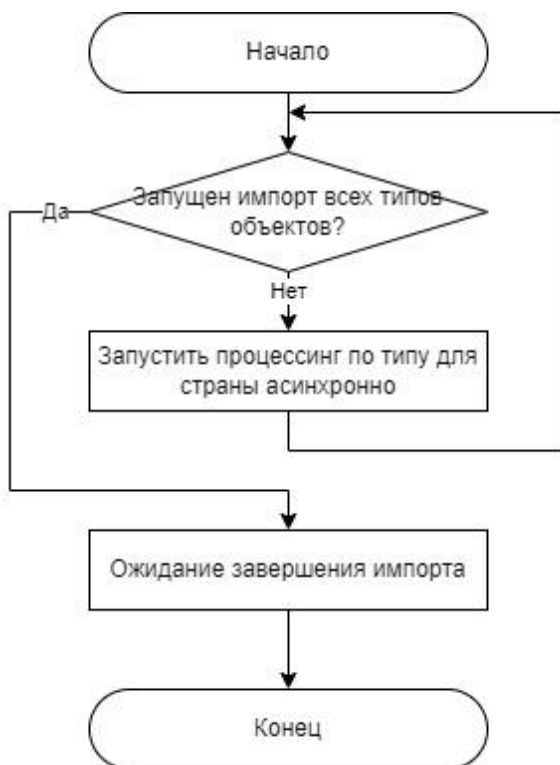 Начало
Запущен импорт всех типов
объектов?
Да
Нет
Запустить процессинг по типу для
страны асинхронно
Ожидание завершения импорта
Конец